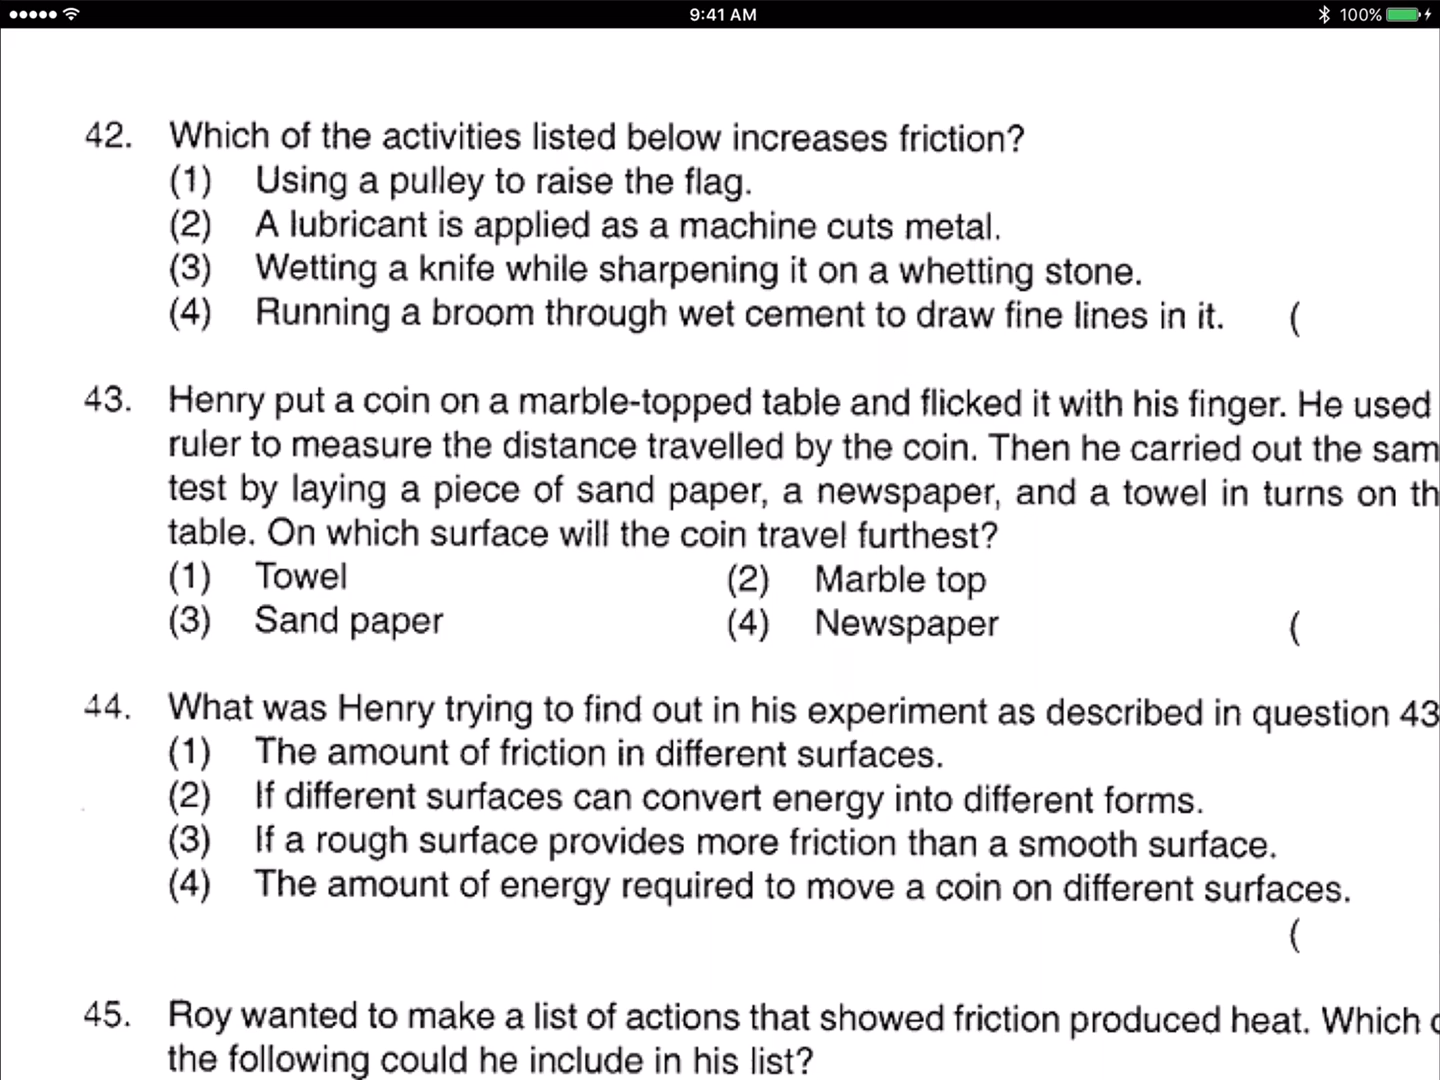 9:41 AM
100%
42. Which of the activities listed below increases friction?
(1) Using a pulley to raise the flag.
(2) A lubricant is applied as a machine cuts metal.
(3) Wetting a knife while sharpening it on a whetting stone.
(4) Running a broom through wet cement to draw fine lines in it. (
43. Henry put a coin on a marble-topped table and flicked it with his finger. He used
ruler to measure the distance travelled by the coin. Then he carried out the sam
test by laying a piece of sand paper, a newspaper, and a towel in turns on th
table. On which surface will the coin travel furthest?
(1) Towel (2) Marble top
(3) Sand paper (4) Newspaper (
44. What was Henry trying to find out in his experiment as described in question 43
(1) The amount of friction in different surfaces.
(2) If different surfaces can convert energy into different forms.
(3) If a rough surface provides more friction than a smooth surface.
(4) The amount of energy required to move a coin on different surfaces.
(
45. Roy wanted to make a list of actions that showed friction produced heat. Which
the following could he include in his list?